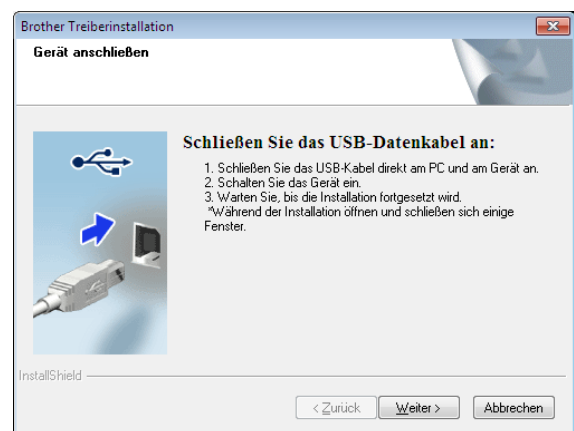 Brother Treiberinstallation
Gerät anschließen
Schließen Sie das USB-Datenkabel an:
1. Schließen Sie das USB-Kabel direkt am PC und am Gerät an.
2. Schalten Sie das Gerät ein.
3. Warten Sie, bis die Installation fortgesetzt wird.
*Während der Installation öffnen und schließen sich einige
Fenster.
InstallShield
< Zurück Weiter > Abbrechen